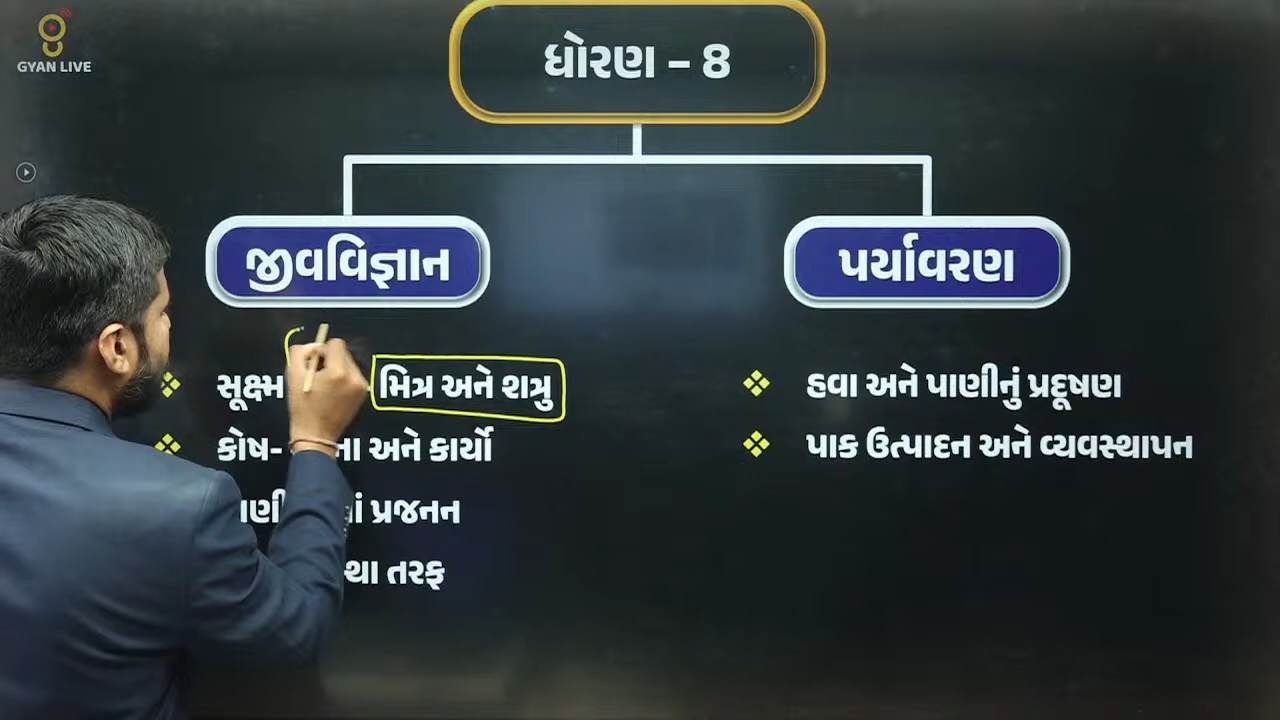 GYAN LIVE
ધોરણ – 8
જીવવિજ્ઞાન
પર્યાવરણ
સૂક્ષ્મ મિત્ર અને શત્રુ
કોષ- અને કાર્યો
પ્રજનન
તરફ
હવા અને પાણીનું પ્રદૂષણ
પાક ઉત્પાદન અને વ્યવસ્થાપન